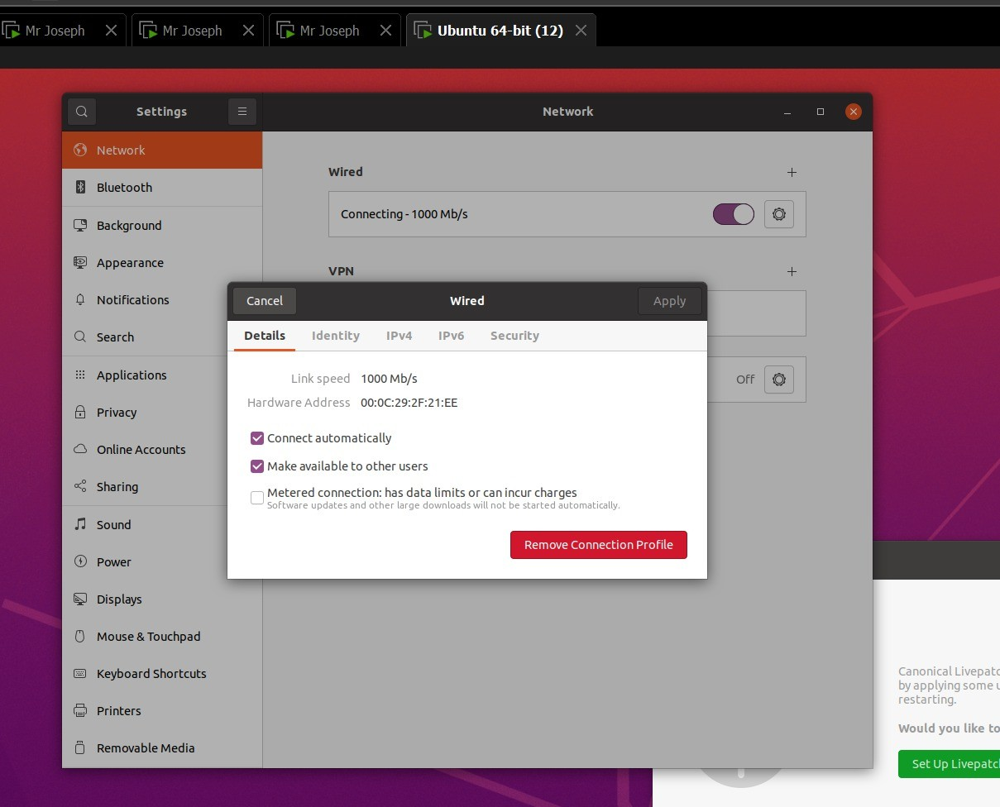 Mr Joseph
Mr Joseph
Mr Joseph
Ubuntu 64-bit (12)
Settings
Network
Network
Bluetooth
Background
Appearance
Notifications
Search
Applications
Privacy
Online Accounts
Sharing
Sound
Power
Displays
Mouse & Touchpad
Keyboard Shortcuts
Printers
Removable Media
Wired
Connecting - 1000 Mb/s
VPN
Off
Cancel
Wired
Apply
Details
Identity
IPv4
IPv6
Security
Link speed 1000 Mb/s
Hardware Address 00:0C:29:2F:21:EE
Connect automatically
Make available to other users
Metered connection: has data limits or can incur charges
Software updates and other large downloads will not be started automatically.
Remove Connection Profile
Canonical Livepatc
by applying some u
restarting.
Would you like to
Set Up Livepatch